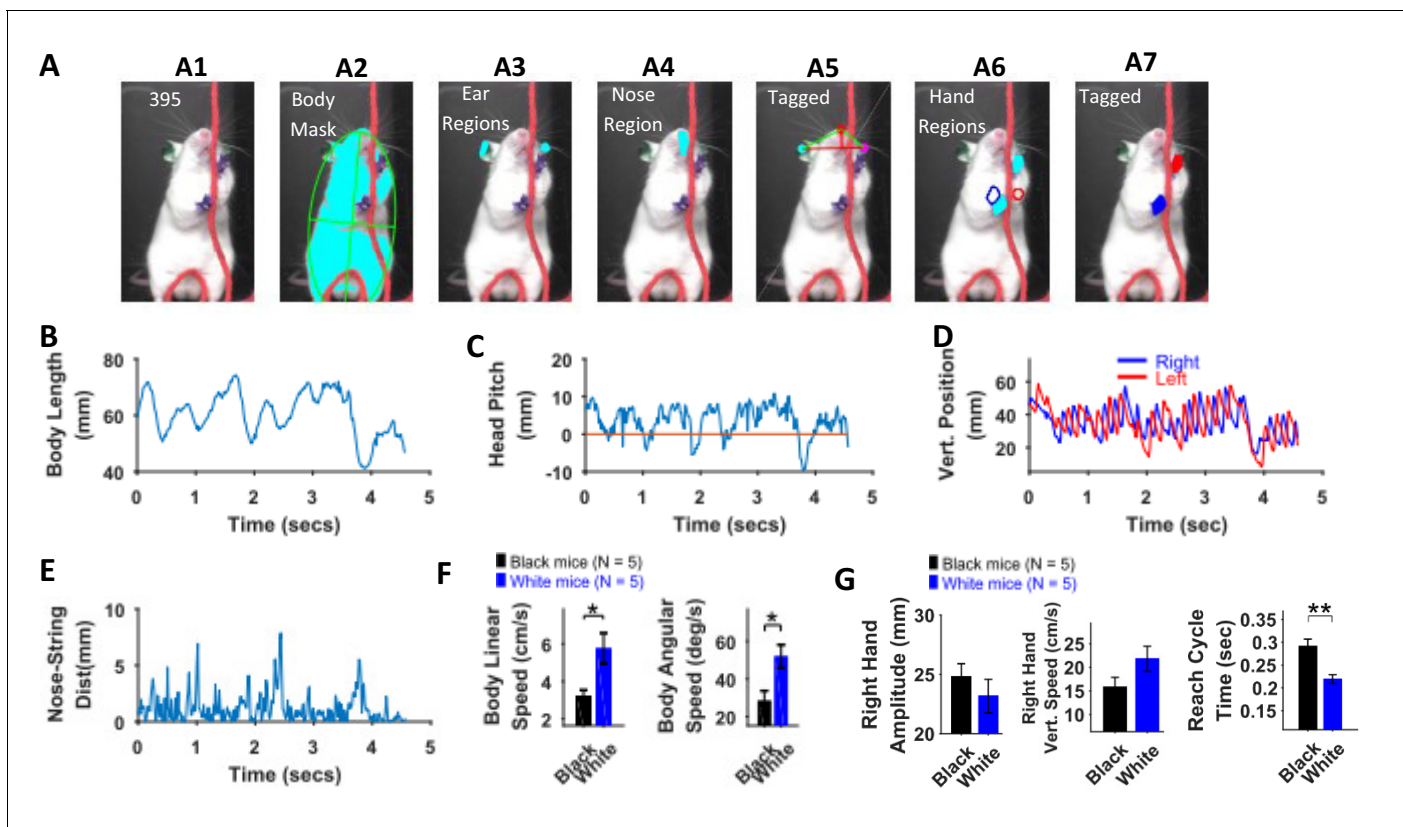 A
A1 A2 A3 A4 A5 A6 A7
395
Body
Mask
Ear
Regions
Nose
Region
Tagged
Hand
Regions
Tagged
B
Body Length
(mm)
80
60
40
0 1 2 3 4 5
Time (secs)
C
Head Pitch
(mm)
20
10
0
-10
0 1 2 3 4 5
Time (secs)
D
Vert. Position
(mm)
Right
Left
60
40
20
0 1 2 3 4 5
Time (sec)
E
Nose-String
Dist(mm)
10
5
0
0 1 2 3 4 5
Time (secs)
F
Black mice (N = 5)
White mice (N = 5)
Body Linear
Speed (cm/s)
6
4
2
*
Black
White
Body Angular
Speed (deg/s)
60
40
20
*
Black
White
G
Black mice (N = 5)
White mice (N = 5)
Right Hand
Amplitude (mm)
30
25
20
Black
White
Right Hand
Vert. Speed (cm/s)
25
20
15
10
Black
White
Reach Cycle
Time (sec)
0.3
0.25
0.2
0.15
**
Black
White